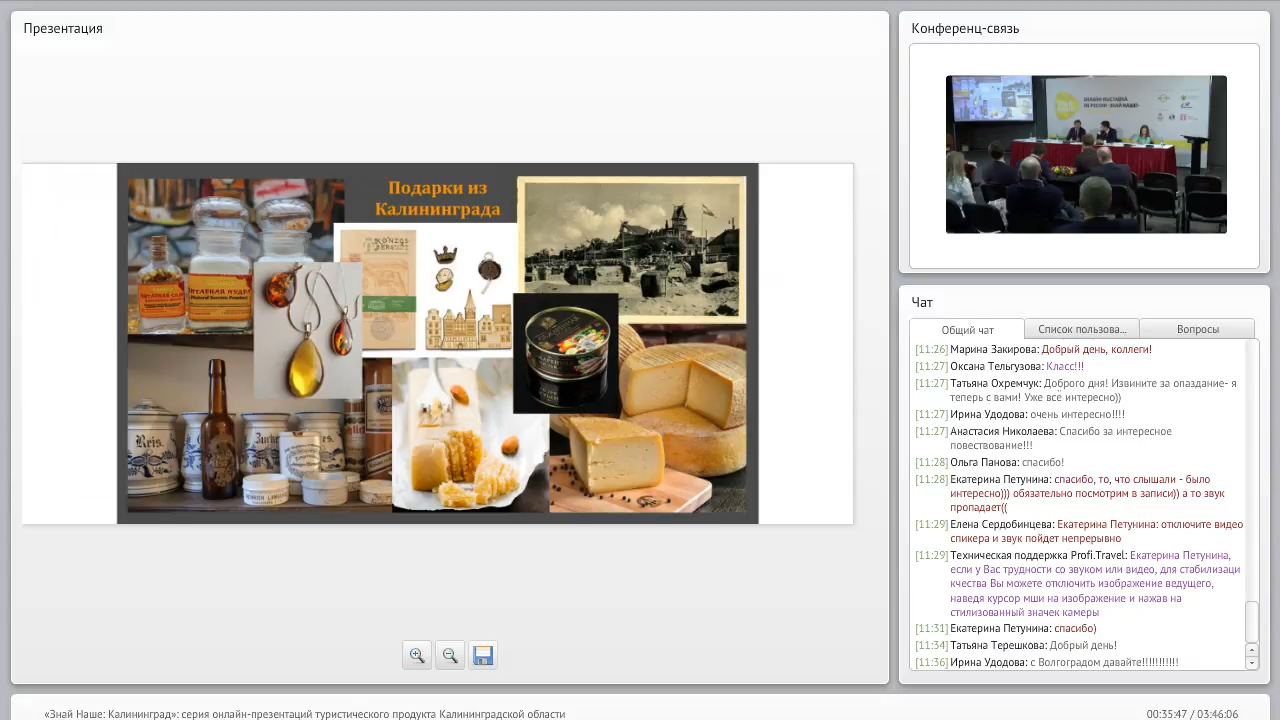 Презентация
Подарки из
Калининграда
Reis.
Конференц-связь
Чат
Общий чат
Список пользова...
Вопросы
[11:26] Марина Закирова: Добрый день, коллеги!
[11:27] Оксана Тельгузова: Класс!!!
[11:27] Татьяна Охремчук: Доброго дня! Извините за опаздание- я
теперь с вами! Уже всё интересно))
[11:27] Ирина Удодова: очень интересно!!!!
[11:27] Анастасия Николаева: Спасибо за интересное
повествование!!!
[11:28] Ольга Панова: спасибо!
[11:28] Екатерина Петунина: спасибо, то, что слышали - было
интересно))) обязательно посмотрим в записи)) а то звук
пропадает((
[11:29] Елена Сердобинцева: Екатерина Петунина: отключите видео
спикера и звук пойдет непрерывно
[11:29] Техническая поддержка Profi.Travel: Екатерина Петунина,
если у Вас трудности со звуком или видео, для стабилизаци
кчества Вы можете отключить изображение ведущего,
наведя курсор мши на изображение и нажав на
стилизованный значек камеры
[11:31] Екатерина Петунина: спасибо)
[11:34] Татьяна Терешкова: Добрый день!
[11:36] Ирина Удодова: с Волгоградом давайте!!!!!!!!!!!
«Знай Наше: Калининград»: серия онлайн-презентаций туристического продукта Калининградской области
00:35:47 / 03:46:06